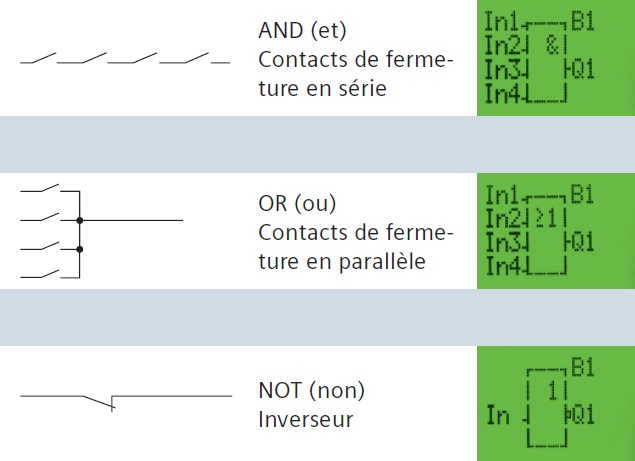 AND (et)
Contacts de ferme-
ture en série
In1 B1
In2 &
In3 Q1
In4
OR (ou)
Contacts de ferme-
ture en parallèle
In1 B1
In2 ≥1
In3 Q1
In4
NOT (non)
Inverseur
B1
1
In Q1